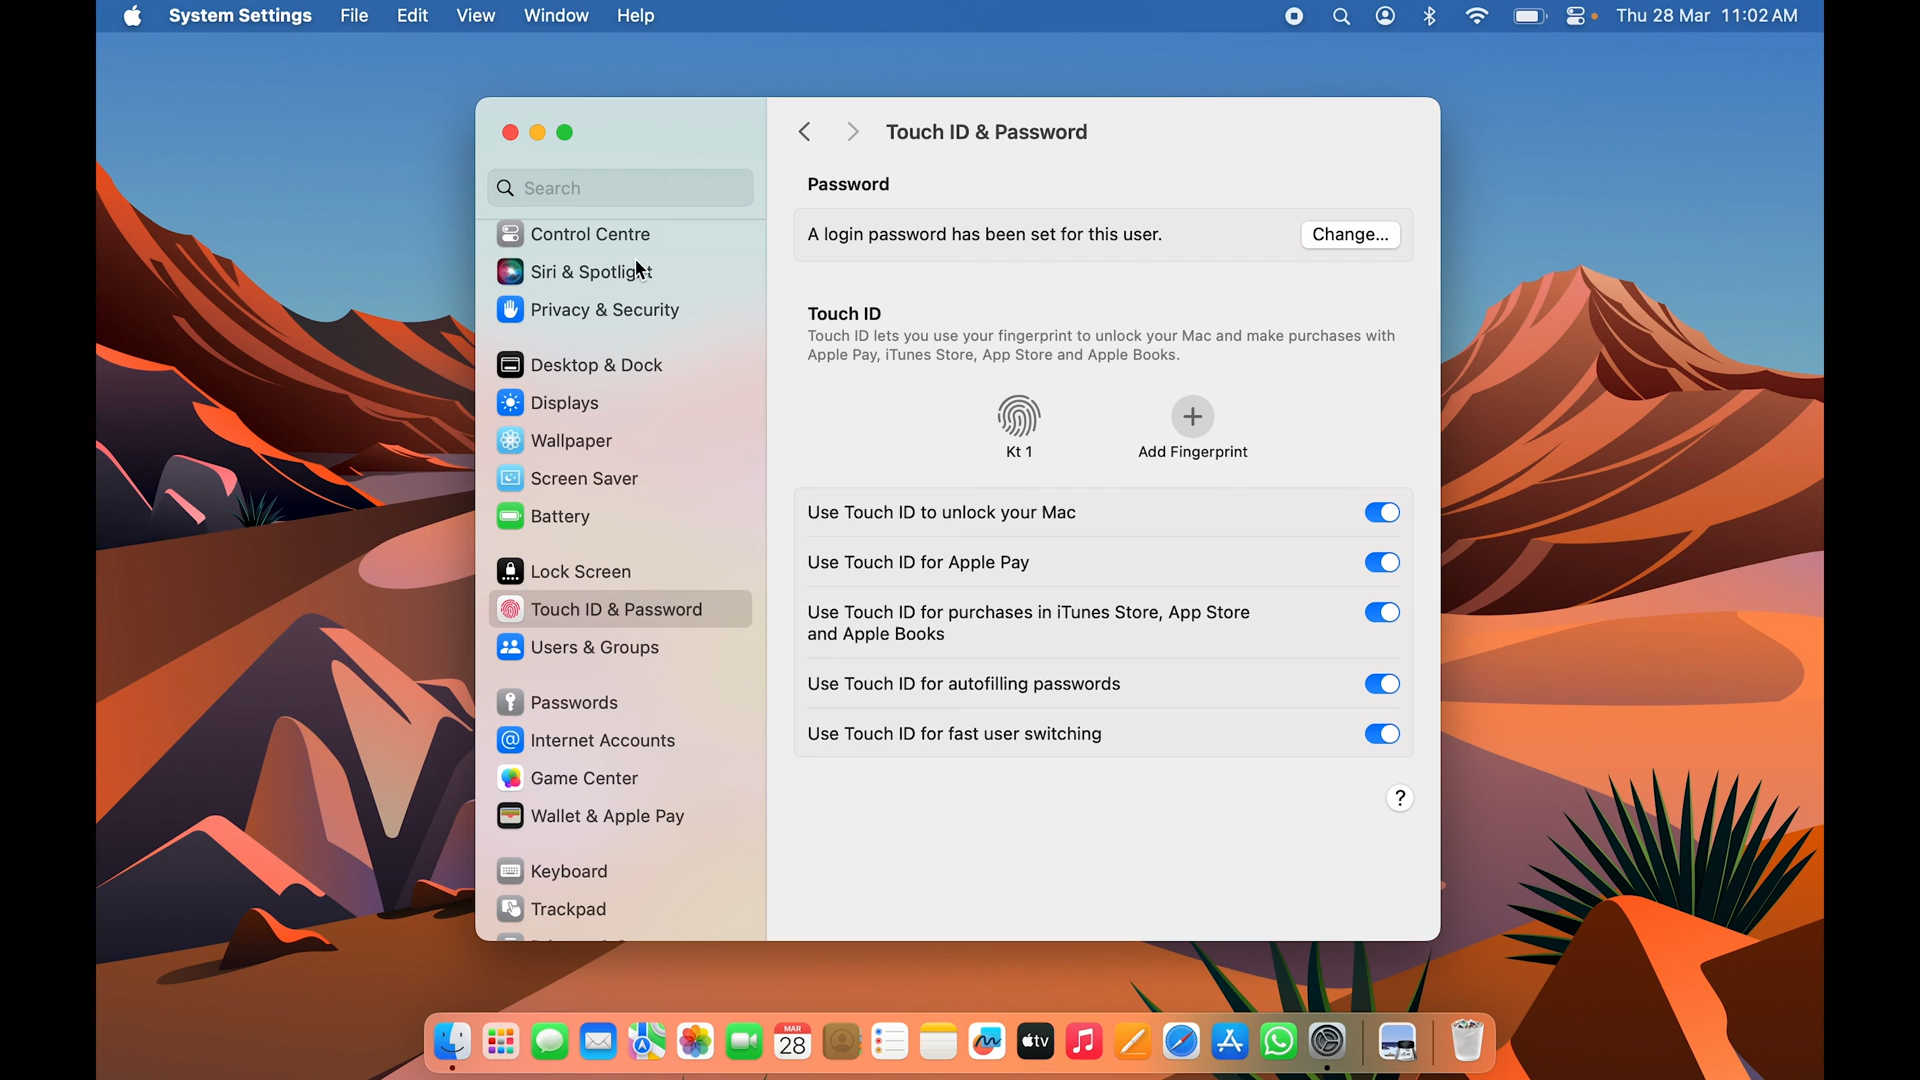 System Settings File Edit View Window Help Thu 28 Mar 11:02 AM
Search
Control Centre
Siri & Spotlight
Privacy & Security
Desktop & Dock
Displays
Wallpaper
Screen Saver
Battery
Lock Screen
Touch ID & Password
Users & Groups
Passwords
Internet Accounts
Game Center
Wallet & Apple Pay
Keyboard
Trackpad
Touch ID & Password
Password
A login password has been set for this user. Change...
Touch ID
Touch ID lets you use your fingerprint to unlock your Mac and make purchases with
Apple Pay, iTunes Store, App Store and Apple Books.
Kt 1 Add Fingerprint
Use Touch ID to unlock your Mac
Use Touch ID for Apple Pay
Use Touch ID for purchases in iTunes Store, App Store
and Apple Books
Use Touch ID for autofilling passwords
Use Touch ID for fast user switching
?
MAR
28
tv